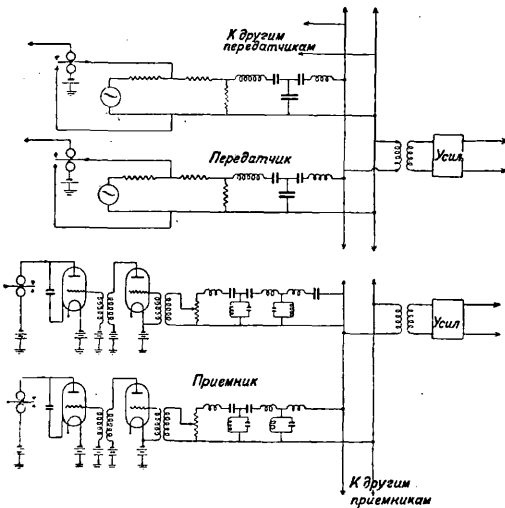 К другим
передатчикам
Передатчик
Усил
Усил
Приемник
К другим
приемникам